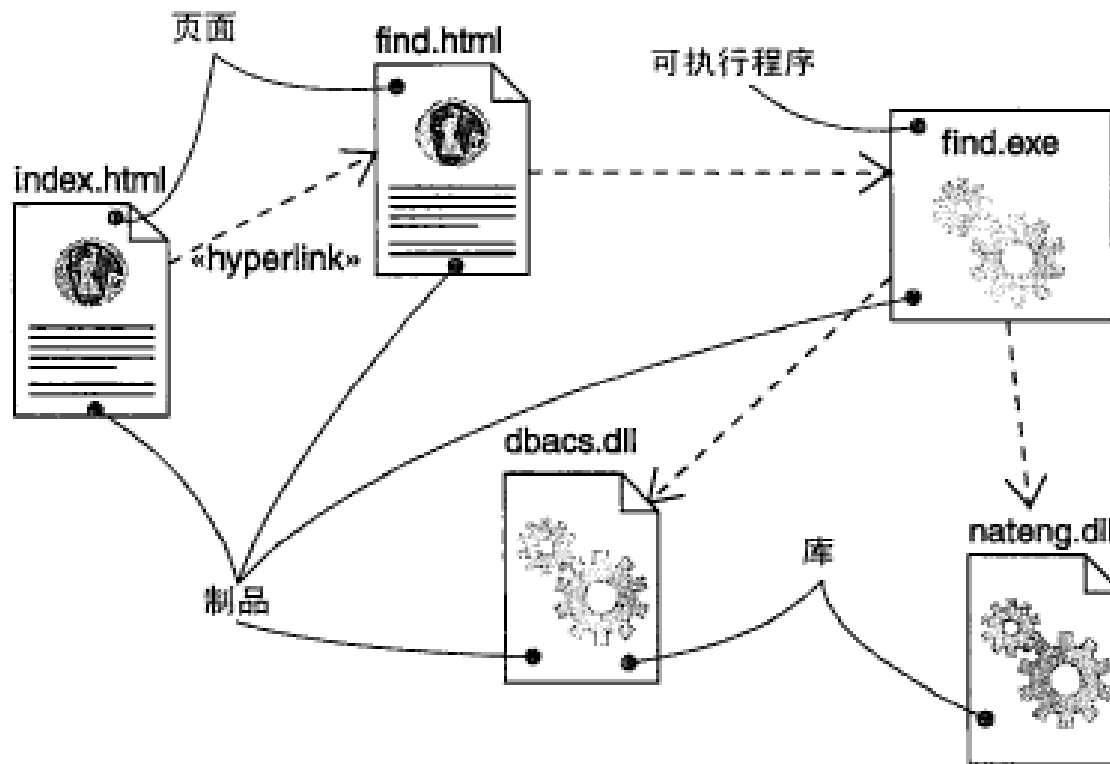 页面
find.html
可执行程序
find.exe
index.html
«hyperlink»
dbacs.dll
nateng.dll
库
制品